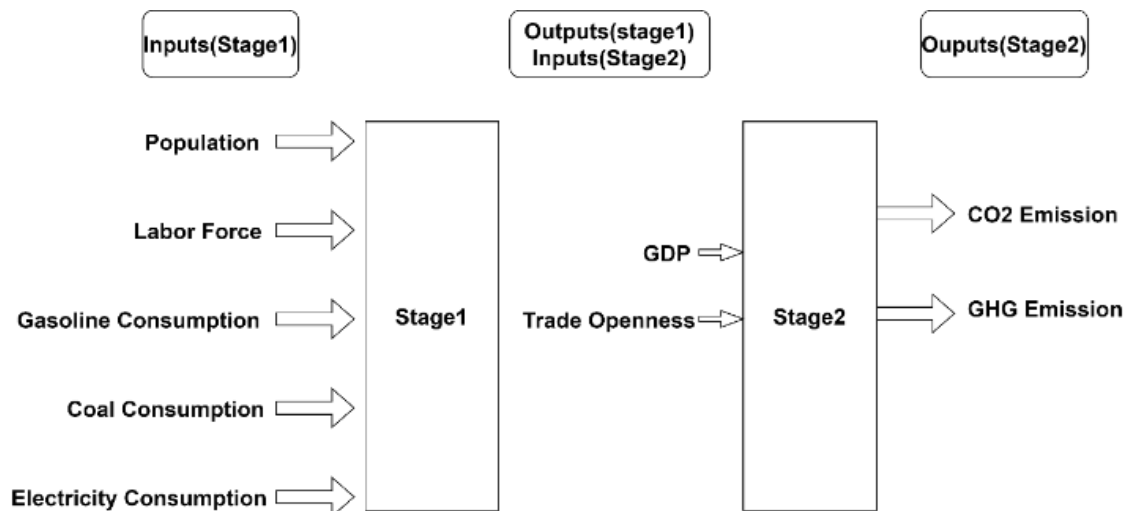 Inputs(Stage1)
Outputs(stage1)
Inputs(Stage2)
Ouputs(Stage2)
Population
Labor Force
Gasoline Consumption
Coal Consumption
Electricity Consumption
Stage1
GDP
Trade Openness
Stage2
CO2 Emission
GHG Emission